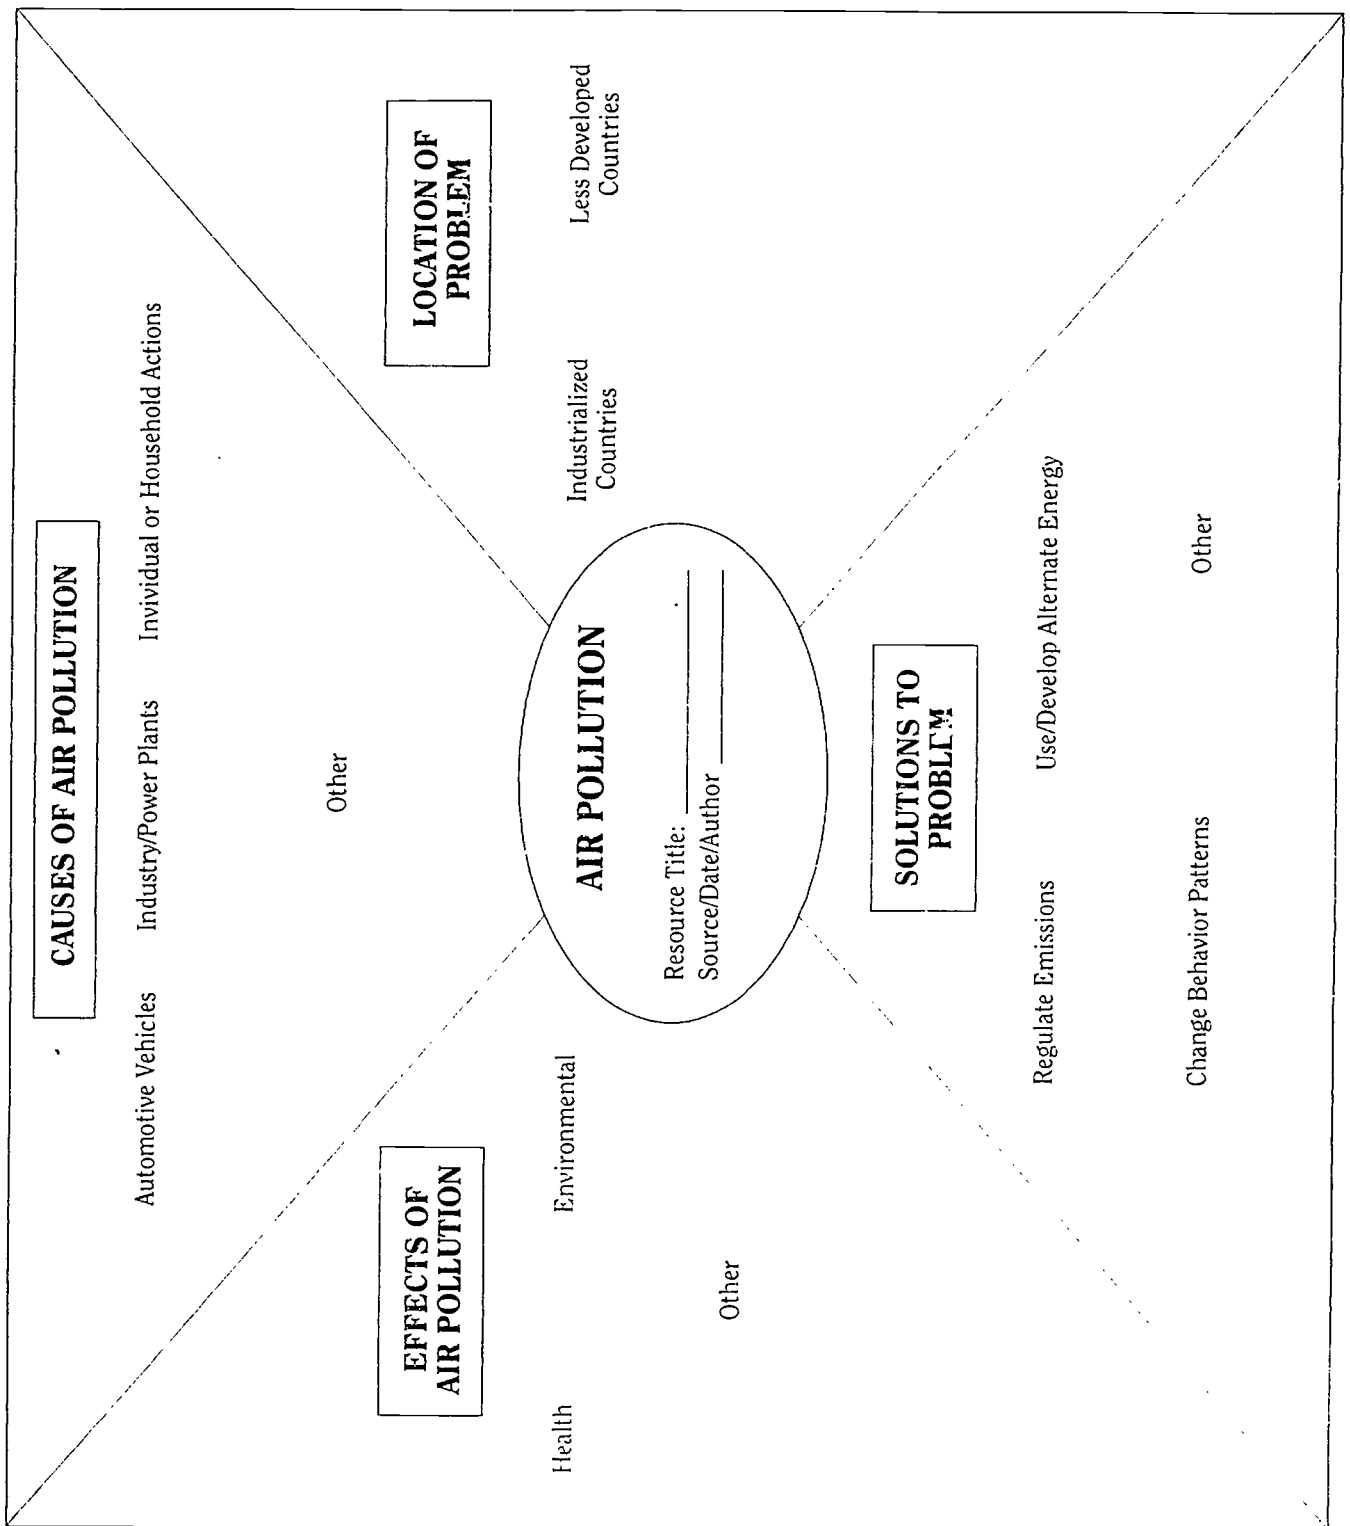 CAUSES OF AIR POLLUTION
Automotive Vehicles
Industry/Power Plants
Invividual or Household Actions
Other
EFFECTS OF
AIR POLLUTION
Health
Environmental
Other
AIR POLLUTION
Resource Title:
Source/Date/Author
LOCATION OF
PROBLEM
Industrialized
Countries
Less Developed
Countries
SOLUTIONS TO
PROBLEM
Regulate Emissions
Use/Develop Alternate Energy
Change Behavior Patterns
Other